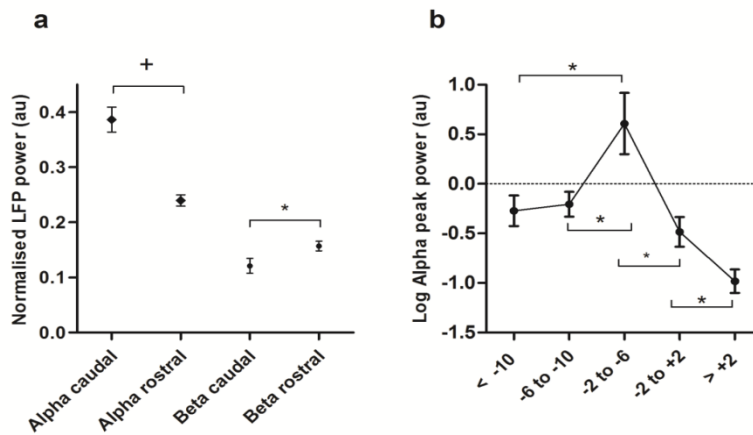 a
+
*
Normalised LFP power (au)
0.4
0.3
0.2
0.1
0.0
Alpha caudal
Alpha rostral
Beta caudal
Beta rostral
b
*
*
*
*
Log Alpha peak power (au)
1.0
0.5
0.0
-0.5
-1.0
-1.5
< -10
-6 to -10
-2 to -6
-2 to +2
> +2